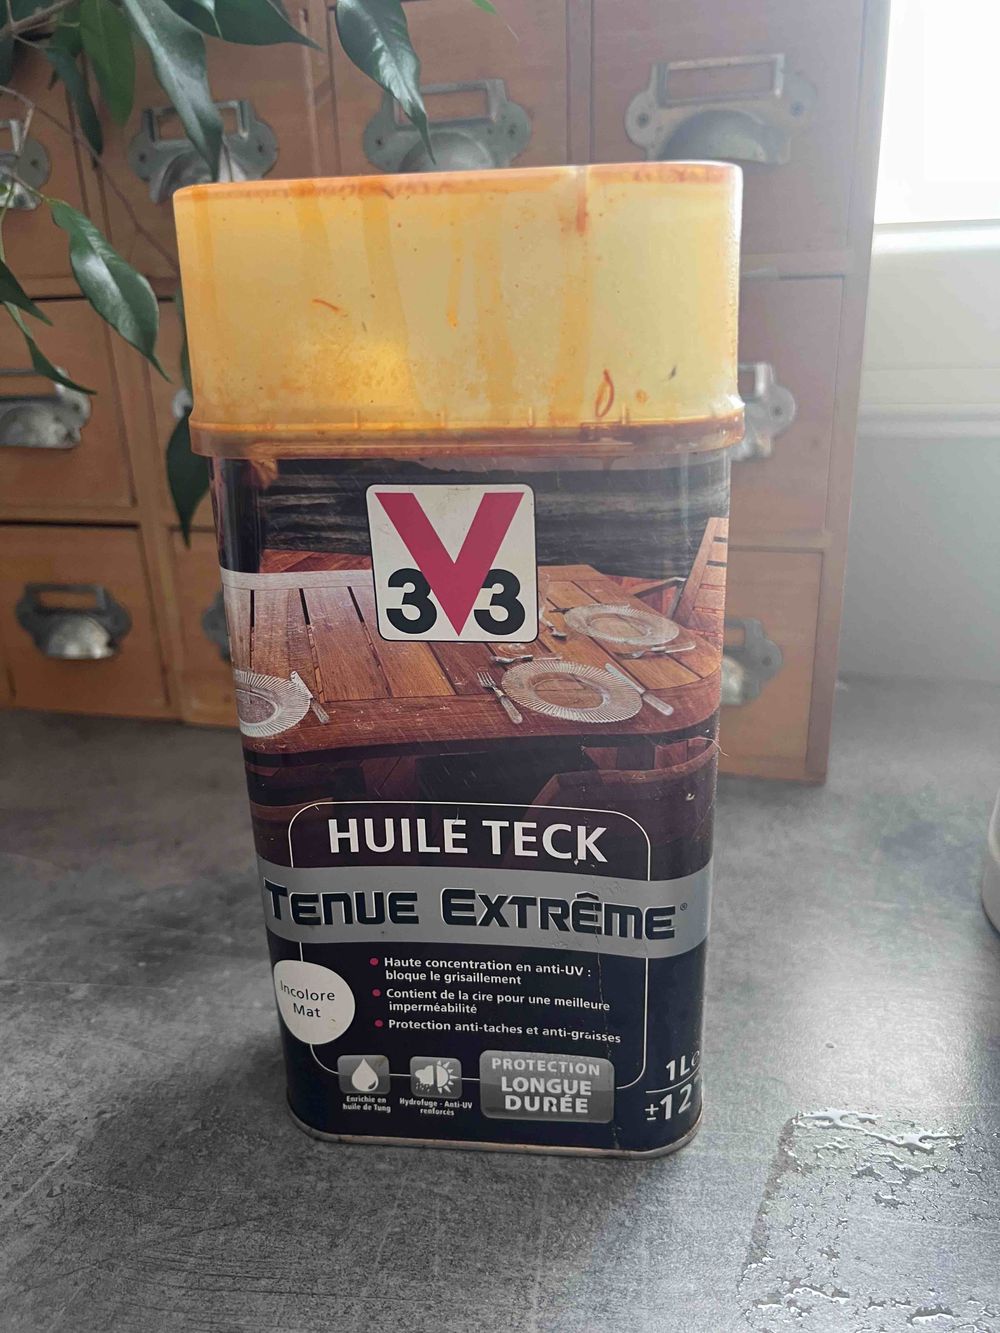 3V3
HUILE TECK
TENUE EXTRÊME®
Haute concentration en anti-UV :
bloque le grisaillement
Contient de la cire pour une meilleure
imperméabilité
Protection anti-taches et anti-graisses
Incolore
Mat
Enrichie en
huile de Tung
Hydrofuge - Anti-UV
renforcés
PROTECTION
LONGUE
DURÉE
1L
±12